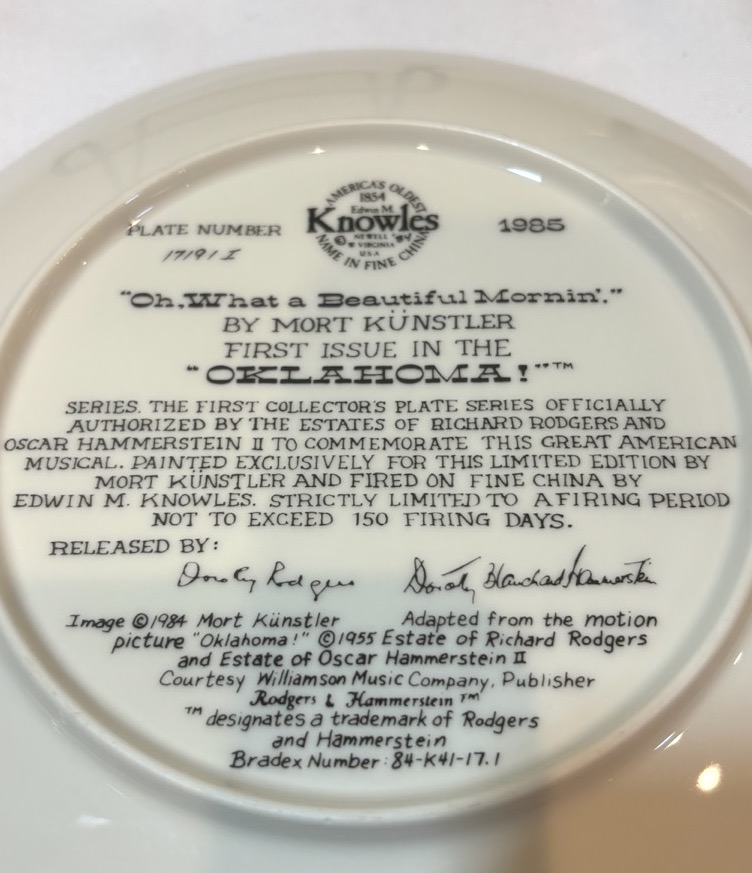 AMERICA'S OLDEST
1854
Edwin M.
PLATE NUMBER Knowles 1985
17191 I
NEWELL
W VIRGINIA
USA
NAME IN FINE CHINA
"Oh, What a Beautiful Mornin'."
BY MORT KÜNSTLER
FIRST ISSUE IN THE
"OKLAHOMA!"™
SERIES. THE FIRST COLLECTOR'S PLATE SERIES OFFICIALLY
AUTHORIZED BY THE ESTATES OF RICHARD RODGERS AND
OSCAR HAMMERSTEIN II TO COMMEMORATE THIS GREAT AMERICAN
MUSICAL. PAINTED EXCLUSIVELY FOR THIS LIMITED EDITION BY
MORT KÜNSTLER AND FIRED ON FINE CHINA BY
EDWIN M. KNOWLES. STRICTLY LIMITED TO A FIRING PERIOD
NOT TO EXCEED 150 FIRING DAYS.
RELEASED BY:
Dorothy Rodgers Dorothy Blanchard Hammerstein
Image ©1984 Mort Künstler Adapted from the motion
picture "Oklahoma!" ©1955 Estate of Richard Rodgers
and Estate of Oscar Hammerstein II
Courtesy Williamson Music Company, Publisher
Rodgers & Hammerstein™
™ designates a trademark of Rodgers
and Hammerstein
Bradex Number: 84-K41-17.1